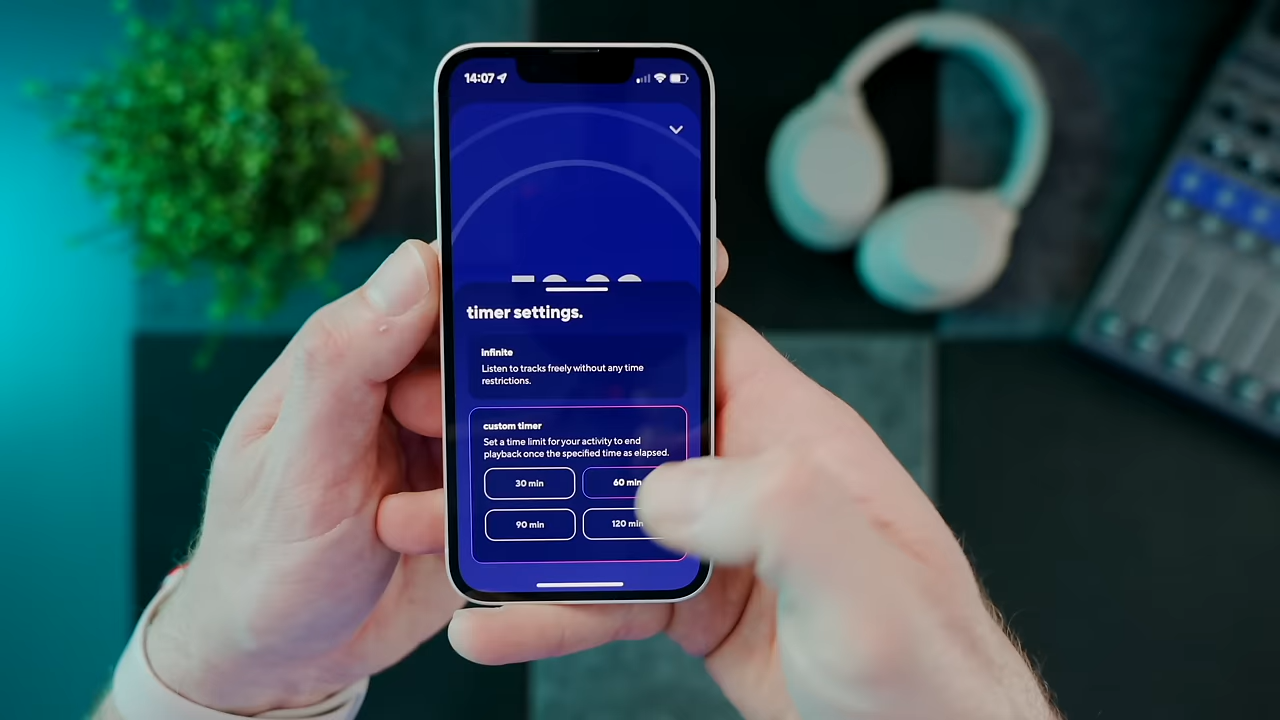 14:07
timer settings.
infinite
Listen to tracks freely without any time
restrictions.
custom timer
Set a time limit for your activity to end
playback once the specified time as elapsed.
30 min
60 min
90 min
120 min